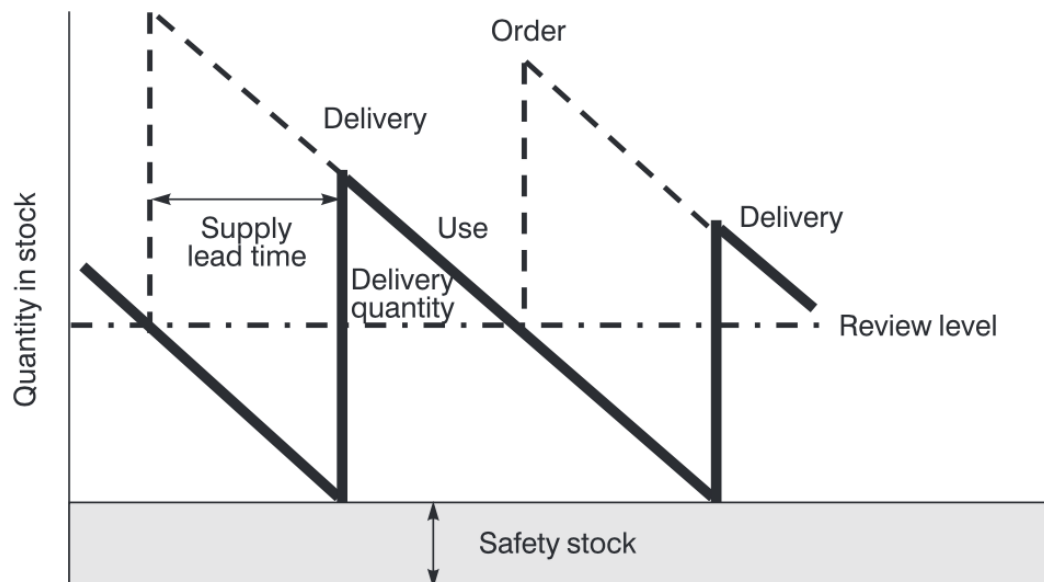 Order
Delivery
Supply
lead time
Use
Delivery
Delivery
quantity
Review level
Quantity in stock
Safety stock